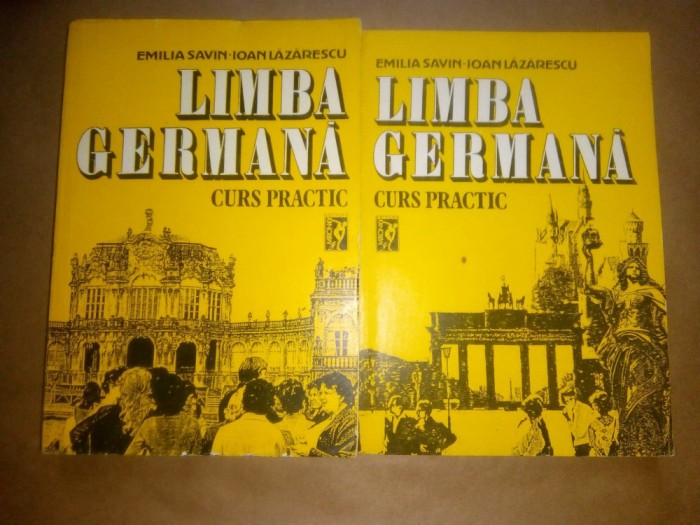 EMILIA SAVIN·IOAN LĂZĂRESCU
LIMBA
GERMANĂ
CURS PRACTIC
EMILIA SAVIN·IOAN LĂZĂRESCU
LIMBA
GERMANĂ
CURS PRACTIC